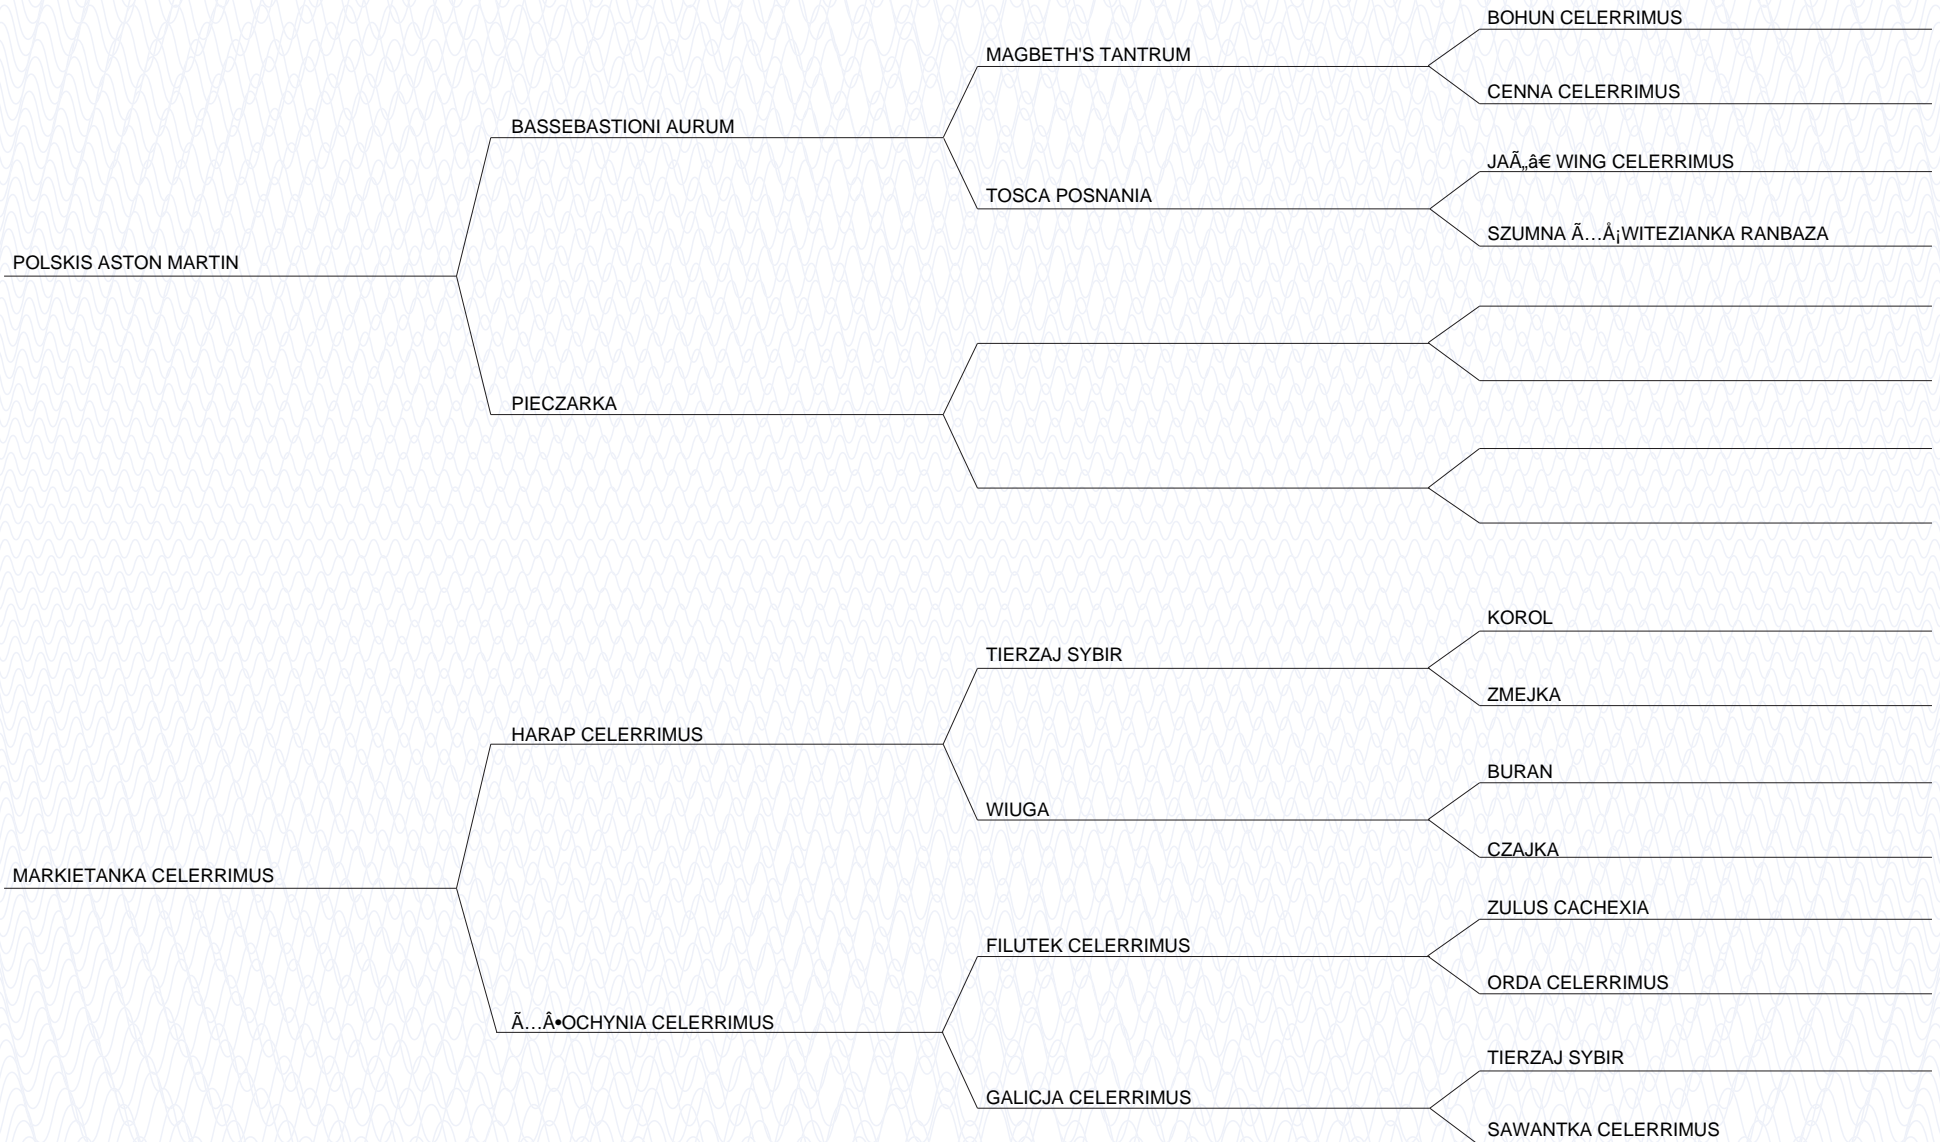 BOHUN CELERRIMUS
MAGBETH'S TANTRUM
CENNA CELERRIMUS
BASSEBASTIONI AURUM
JAÃ„â€ WING CELERRIMUS
TOSCA POSNANIA
SZUMNA Ã…Å¡WITEZIANKA RANBAZA
POLSKIS ASTON MARTIN
PIECZARKA
KOROL
TIERZAJ SYBIR
ZMEJKA
HARAP CELERRIMUS
BURAN
WIUGA
CZAJKA
MARKIETANKA CELERRIMUS
ZULUS CACHEXIA
FILUTEK CELERRIMUS
ORDA CELERRIMUS
Ã…Â•OCHYNIA CELERRIMUS
TIERZAJ SYBIR
GALICJA CELERRIMUS
SAWANTKA CELERRIMUS